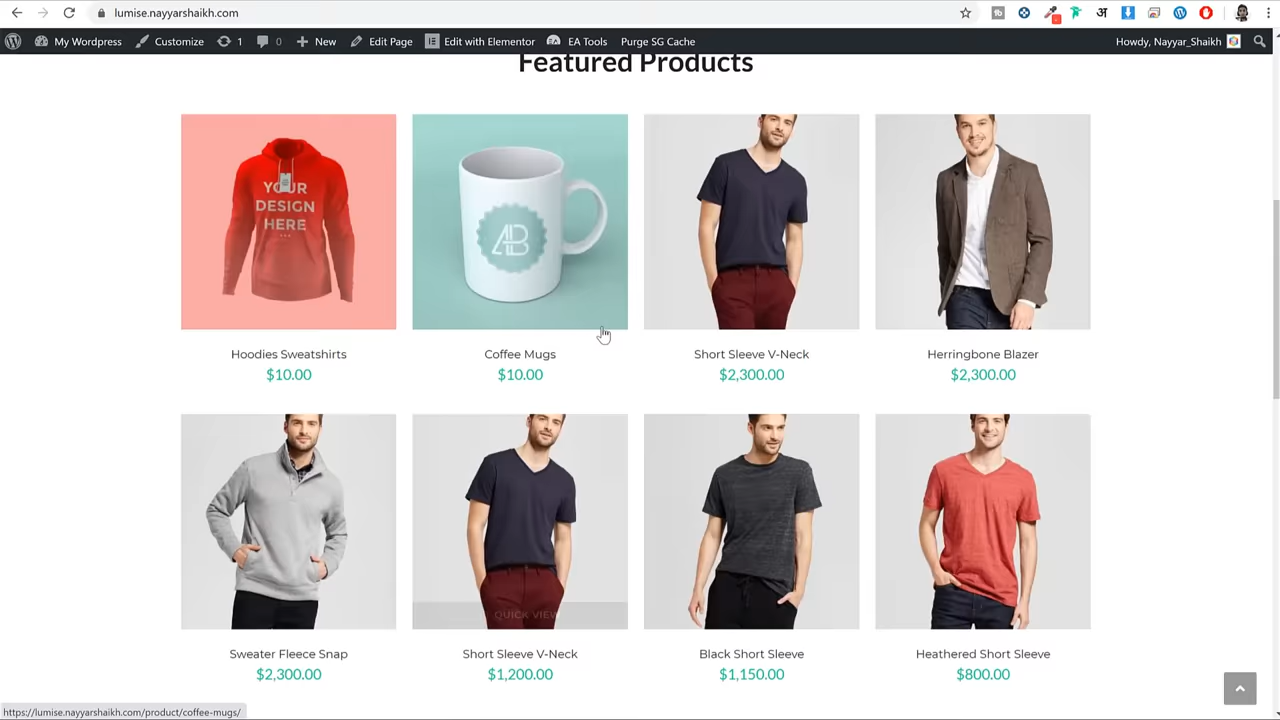 lumise.nayyarshaikh.com
My Wordpress Customize 1 0 New Edit Page Edit with Elementor EA Tools Purge SG Cache Howdy, Nayyar_Shaikh
Featured Products
YOUR
DESIGN
HERE
AB
Hoodies Sweatshirts
$10.00
Coffee Mugs
$10.00
Short Sleeve V-Neck
$2,300.00
Herringbone Blazer
$2,300.00
QUICK VIEW
Sweater Fleece Snap
$2,300.00
Short Sleeve V-Neck
$1,200.00
Black Short Sleeve
$1,150.00
Heathered Short Sleeve
$800.00
https://lumise.nayyarshaikh.com/product/coffee-mugs/